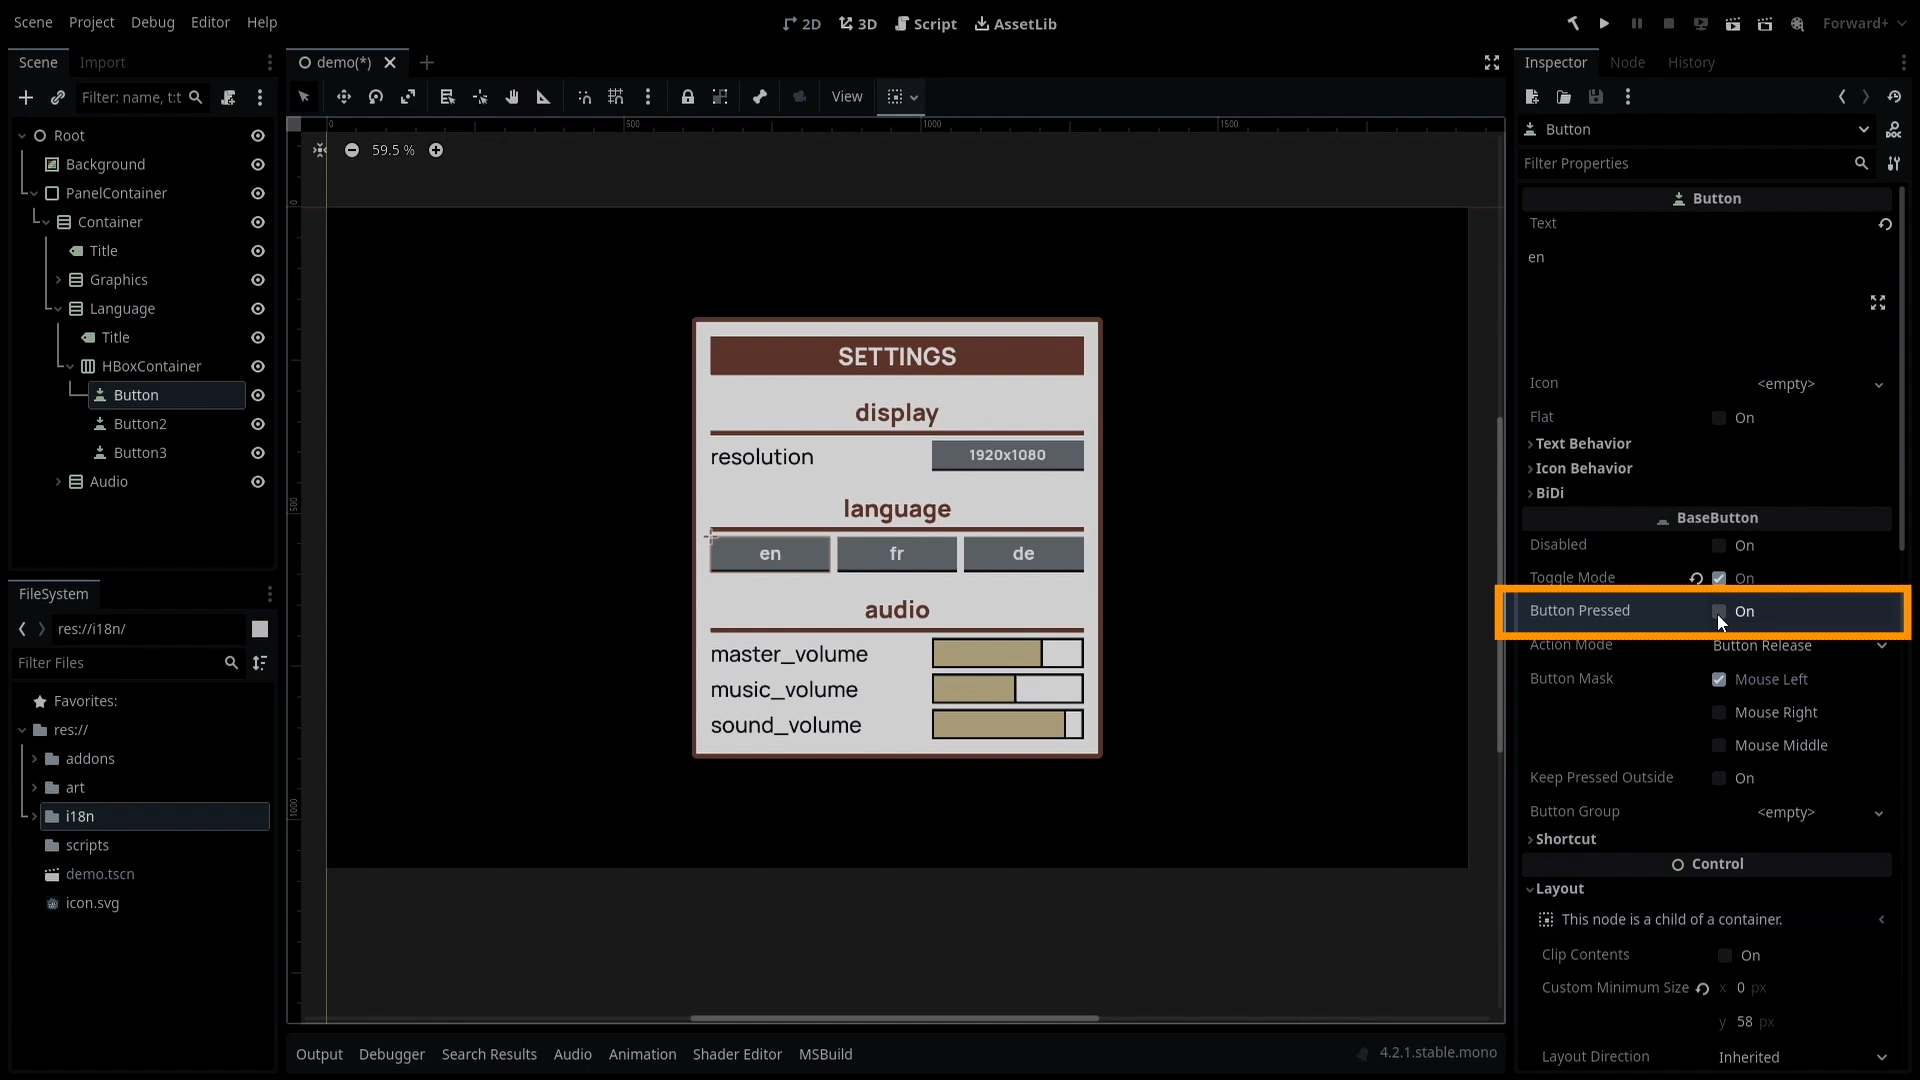 Scene Project Debug Editor Help
2D 3D Script AssetLib
Forward+
Scene Import
Filter: name, t:t
Root
Background
PanelContainer
Container
Title
Graphics
Language
Title
HBoxContainer
Button
Button2
Button3
Audio
FileSystem
res://i18n/
Filter Files
Favorites:
res://
addons
art
i18n
scripts
demo.tscn
icon.svg
demo(*)
View
0 500 1000 1500
59.5 %
0
500
1000
SETTINGS
display
resolution 1920x1080
language
en fr de
audio
master_volume
music_volume
sound_volume
Output Debugger Search Results Audio Animation Shader Editor MSBuild 4.2.1.stable.mono
Inspector Node History
Button
Filter Properties
Button
Text
en
Icon <empty>
Flat On
Text Behavior
Icon Behavior
BiDi
BaseButton
Disabled On
Toggle Mode On
Button Pressed On
Action Mode Button Release
Button Mask Mouse Left
Mouse Right
Mouse Middle
Keep Pressed Outside On
Button Group <empty>
Shortcut
Control
Layout
This node is a child of a container.
Clip Contents On
Custom Minimum Size x 0 px
y 58 px
Layout Direction Inherited